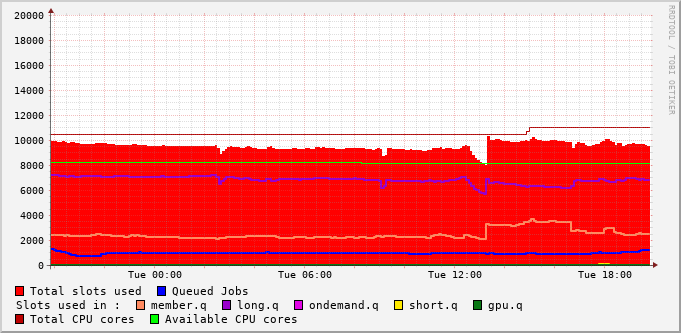 20000
18000
16000
14000
12000
10000
8000
6000
4000
2000
0
Tue 00:00 Tue 06:00 Tue 12:00 Tue 18:00
RRDTOOL / TOBI OETIKER
Total slots used Queued Jobs
Slots used in : member.q long.q ondemand.q short.q gpu.q
Total CPU cores Available CPU cores